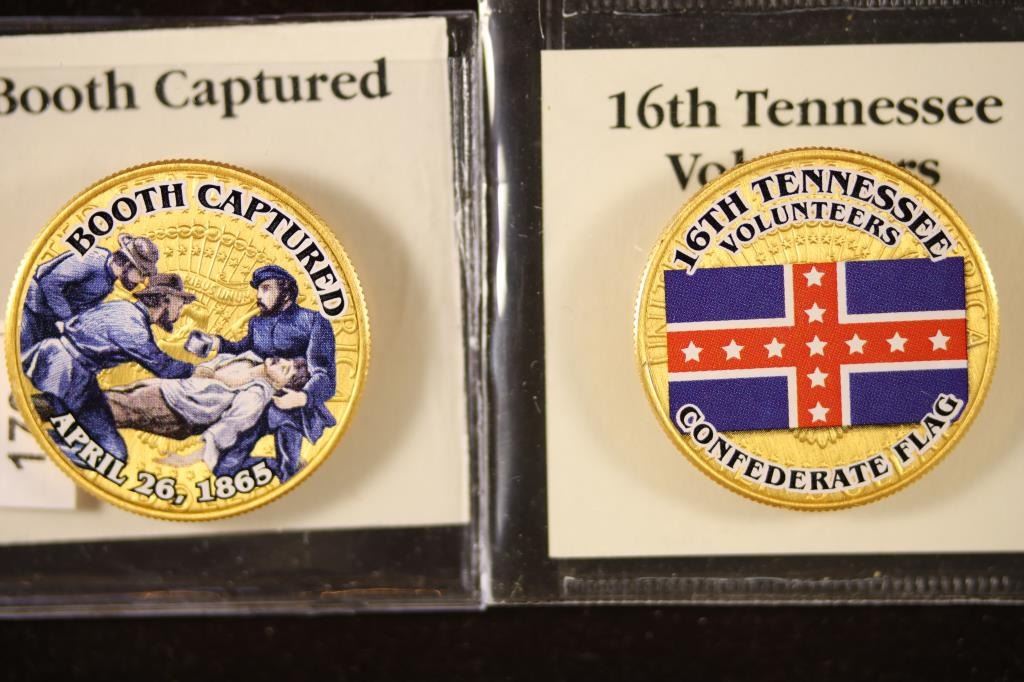 Booth Captured
BOOTH CAPTURED
APRIL 26, 1865
16th Tennessee
16TH TENNESSEE
VOLUNTEERS
CONFEDERATE FLAG